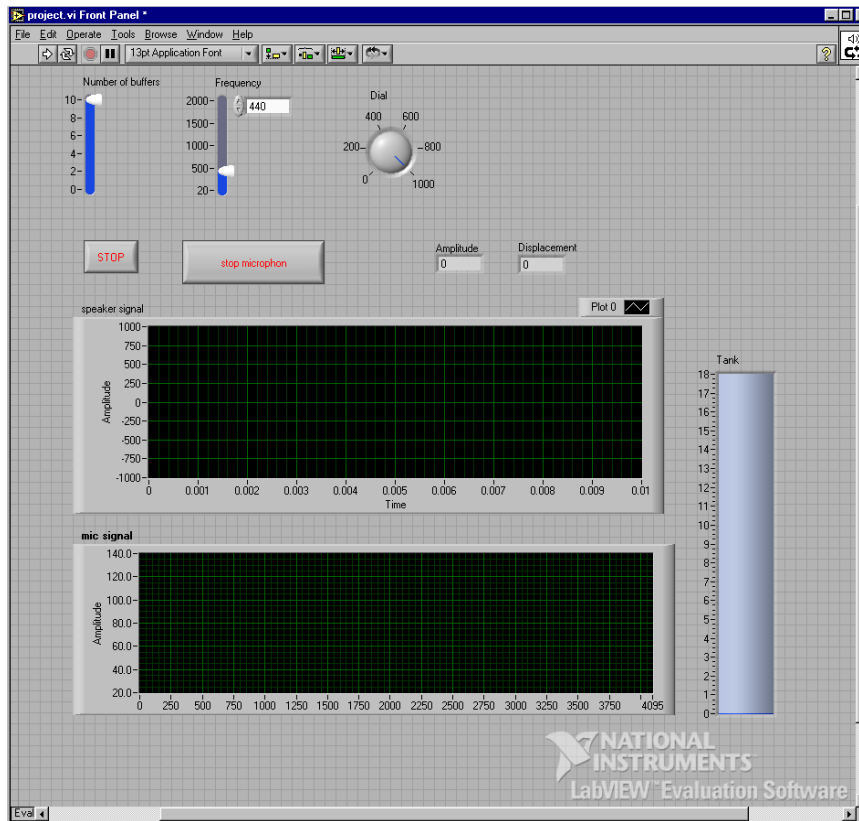 project.vi Front Panel *
File Edit Operate Tools Browse Window Help
13pt Application Font
?
Number of buffers
10
8
6
4
2
0
Frequency
440
2000
1500
1000
500
20
Dial
0
200
400
600
800
1000
STOP
stop microphon
Amplitude
0
Displacement
0
speaker signal
Plot 0
Amplitude
1000
750
500
250
0
-250
-500
-750
-1000
0 0.001 0.002 0.003 0.004 0.005 0.006 0.007 0.008 0.009 0.01
Time
Tank
18
17
16
15
14
13
12
11
10
9
8
7
6
5
4
3
2
1
0
mic signal
Amplitude
140.0
120.0
100.0
80.0
60.0
40.0
20.0
0 250 500 750 1000 1250 1500 1750 2000 2250 2500 2750 3000 3250 3500 3750 4095
NATIONAL
INSTRUMENTS
LabVIEW™ Evaluation Software
Eval